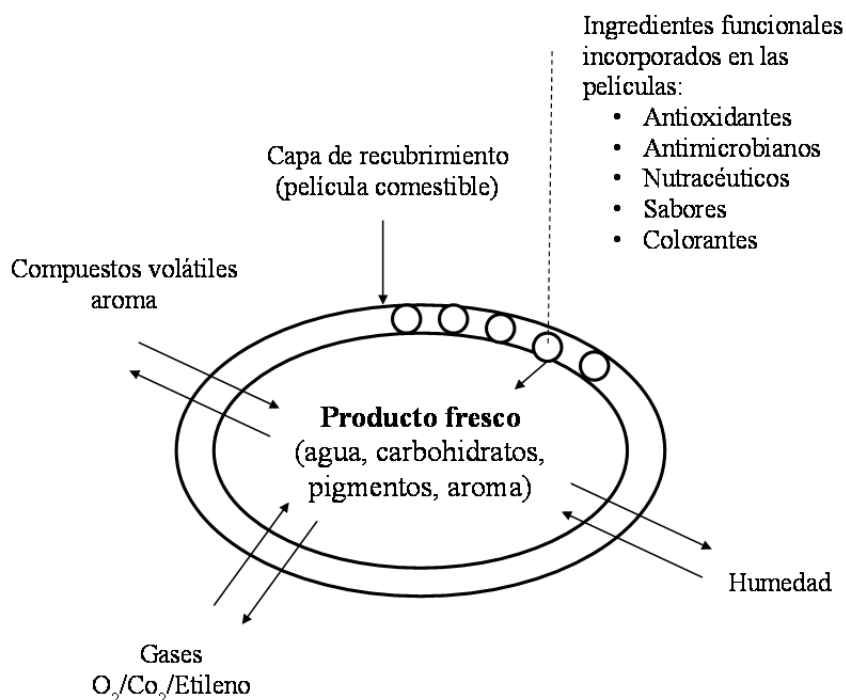 Ingredientes funcionales
incorporados en las
películas:
• Antioxidantes
• Antimicrobianos
• Nutracéuticos
• Sabores
• Colorantes
Capa de recubrimiento
(película comestible)
Compuestos volátiles
aroma
Producto fresco
(agua, carbohidratos,
pigmentos, aroma)
Humedad
Gases
O₂/Co₂/Etileno